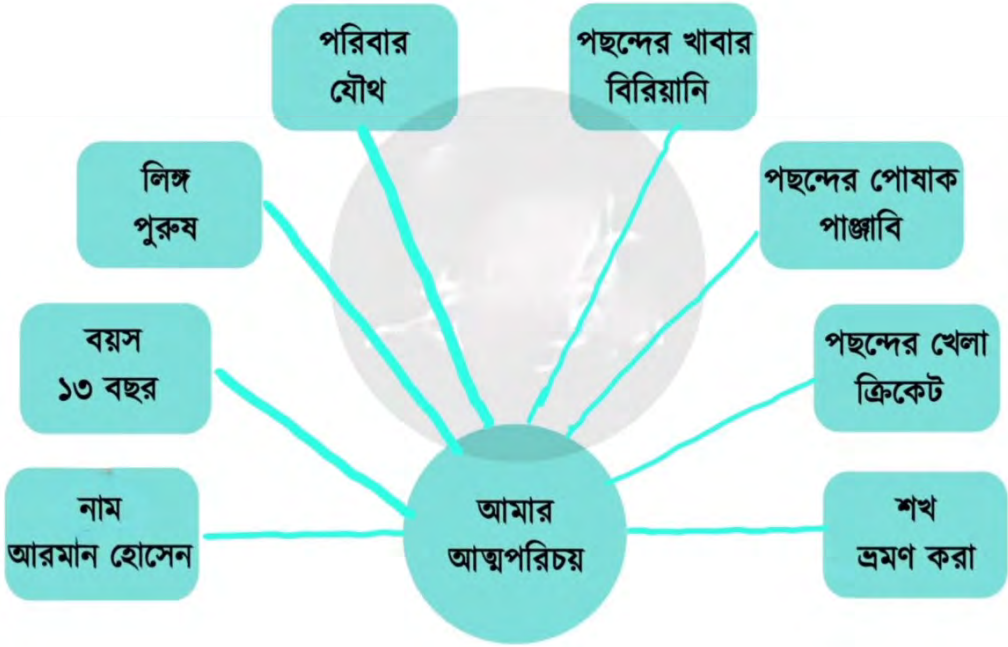 পরিবার
যৌথ
পছন্দের খাবার
বিরিয়ানি
লিঙ্গ
পুরুষ
পছন্দের পোষাক
পাঞ্জাবি
বয়স
১৩ বছর
পছন্দের খেলা
ক্রিকেট
নাম
আরমান হোসেন
আমার
আত্মপরিচয়
শখ
ভ্রমণ করা